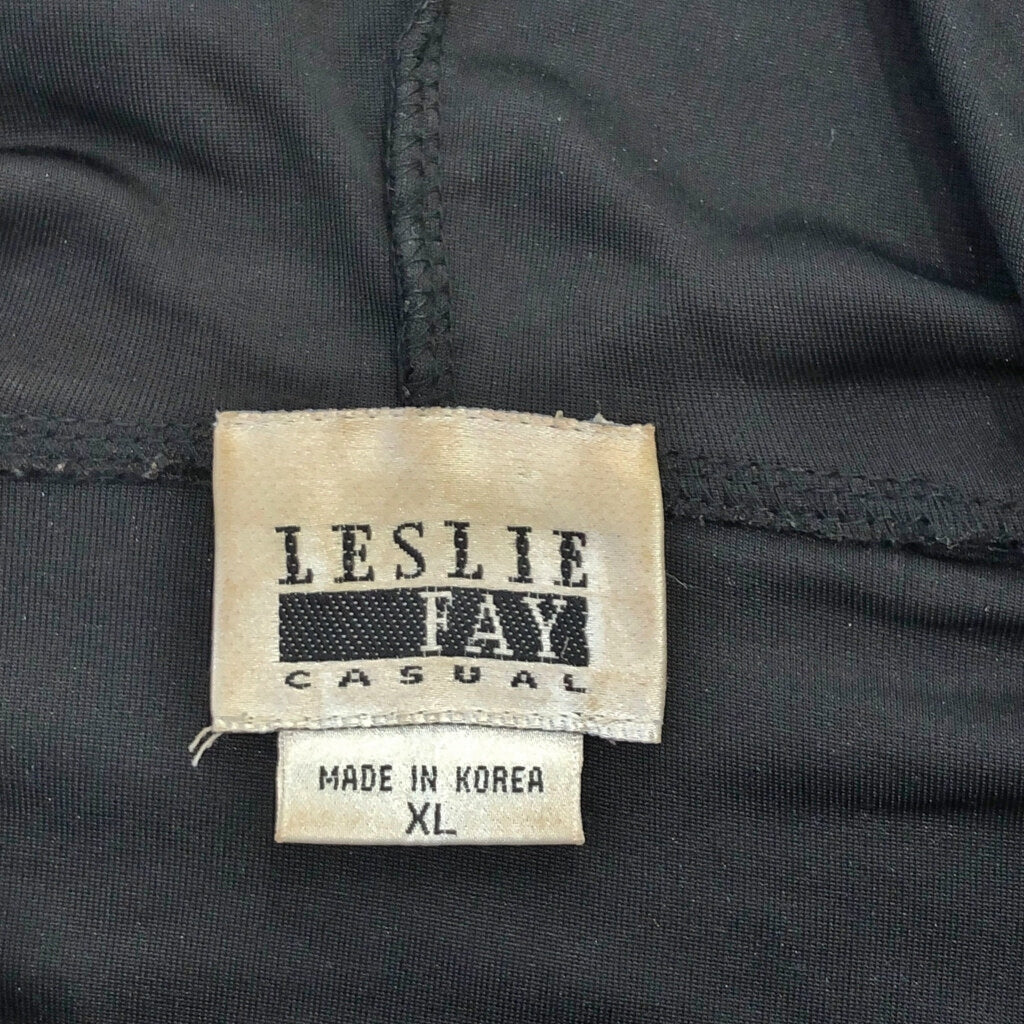 LESLIE
FAY
CASUAL
MADE IN KOREA
XL